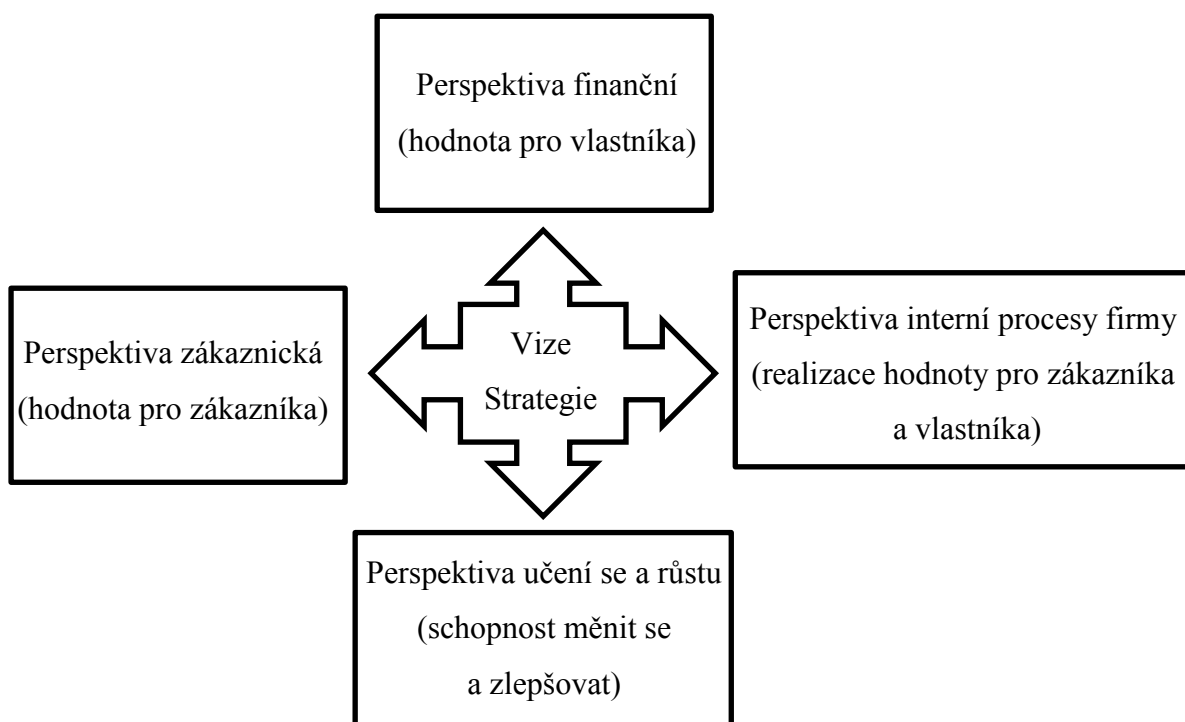 Perspektiva finanční
(hodnota pro vlastníka)
Perspektiva zákaznická
(hodnota pro zákazníka)
Vize
Strategie
Perspektiva interní procesy firmy
(realizace hodnoty pro zákazníka
a vlastníka)
Perspektiva učení se a růstu
(schopnost měnit se
a zlepšovat)